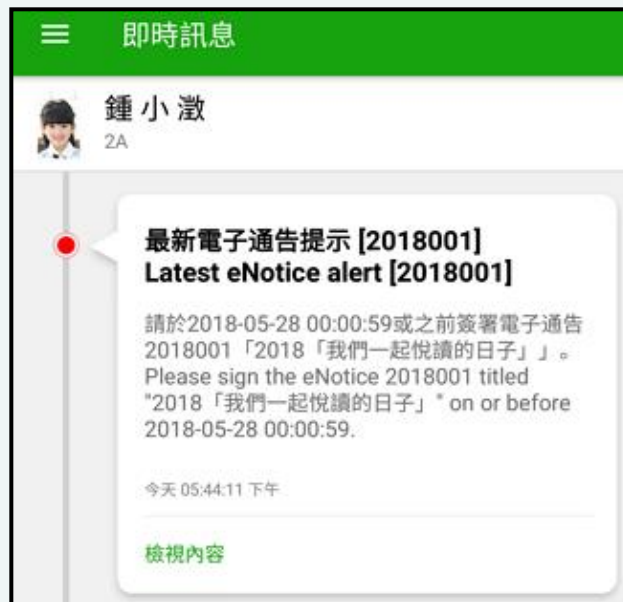 即時訊息
鍾小澂
2A
最新電子通告提示 [2018001]
Latest eNotice alert [2018001]
請於2018-05-28 00:00:59或之前簽署電子通告
2018001「2018「我們一起悅讀的日子」」。
Please sign the eNotice 2018001 titled
"2018「我們一起悅讀的日子」" on or before
2018-05-28 00:00:59.
今天 05:44:11 下午
檢視內容